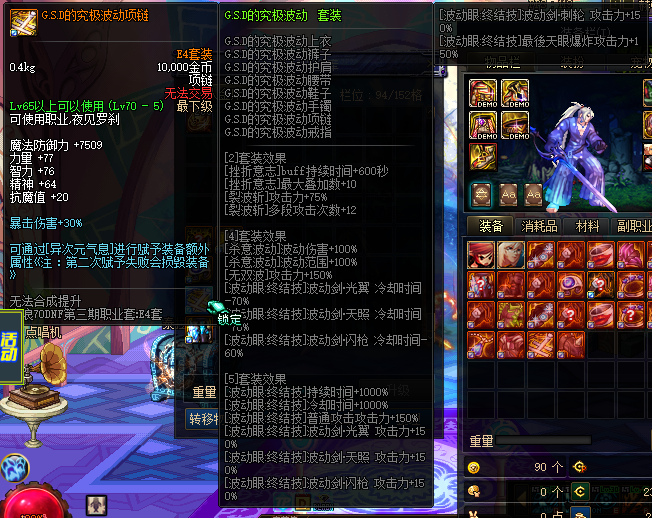 G.S.D的究极波动项链
E4套装
0.4kg
10,000金币
项链
无法交易
Lv65以上可以使用 (Lv70 - 5)
最下级
可使用职业,夜见罗刹
魔法防御力 +7509
力量 +77
智力 +76
精神 +64
抗魔值 +20
暴击伤害+30%
可通过[异次元气息]进行赋予装备额外
属性《注：第二次赋予失败会损毁装备
》
无法合成提升
良70DNF第三期职业套-E4套
G.S.D的究极波动 套装
G.S.D的究极波动上衣
G.S.D的究极波动裤子
G.S.D的究极波动护肩
G.S.D的究极波动腰带
G.S.D的究极波动鞋子
G.S.D的究极波动手镯
G.S.D的究极波动项链
G.S.D的究极波动戒指
[2]套装效果
[挫折意志]buff持续时间+600秒
[挫折意志]最大叠加数+10
[裂波斩]攻击力+75%
[裂波斩]多段攻击次数+12
[4]套装效果
[杀意波动]波动伤害+100%
[杀意波动]波动范围+100%
[无双波]攻击力+150%
[波动眼:终结技]波动剑·光翼 冷却时间
-70%
[波动眼:终结技]波动剑·天照 冷却时间
[波动眼:终结技]波动剑·闪枪 冷却时间-
60%
[5]套装效果
[波动眼:终结技]持续时间+1000%
[波动眼:终结技]冷却时间+1000%
[波动眼:终结技]普通攻击攻击力+150%
[波动眼:终结技]波动剑·光翼 攻击力+15
0%
[波动眼:终结技]波动剑·天照 攻击力+15
0%
[波动眼:终结技]波动剑·闪枪 攻击力+15
0%
[波动眼:终结技]波动剑·刺轮 攻击力+15
0%
[波动眼:终结技]最後天眼爆炸攻击+1
50%
栏位：94/152格
DEMO
DEMO
DEMO
DEMO
Aa
Aa
装备
消耗品
材料
副职业
锁定
活动
点唱机
重量
重量
90 个
0 个
0 点
100%